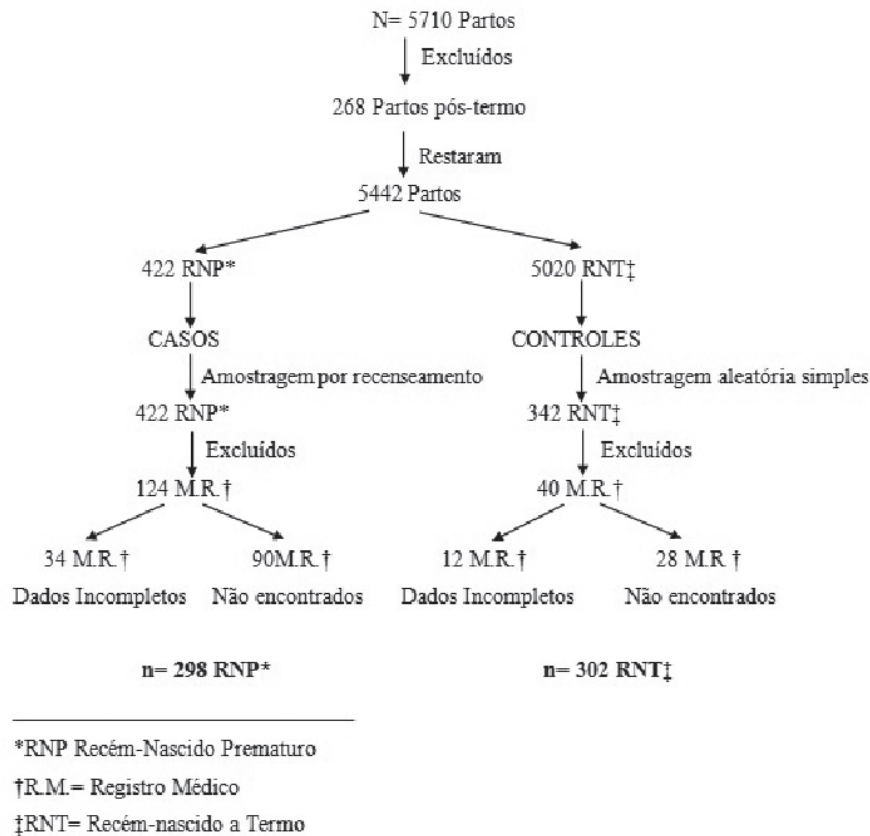 N= 5710 Partos
Excluídos
268 Partos pós-termo
Restaram
5442 Partos
422 RNP* 5020 RNT‡
CASOS CONTROLES
Amostragem por recenseamento Amostragem aleatória simples
422 RNP* 342 RNT‡
Excluídos Excluídos
124 M.R.† 40 M.R.†
34 M.R.† 90M.R.† 12 M.R.† 28 M.R †
Dados Incompletos Não encontrados Dados Incompletos Não encontrados
n= 298 RNP* n= 302 RNT‡
*RNP Recém-Nascido Prematuro
†R.M.= Registro Médico
‡RNT= Recém-nascido a Termo